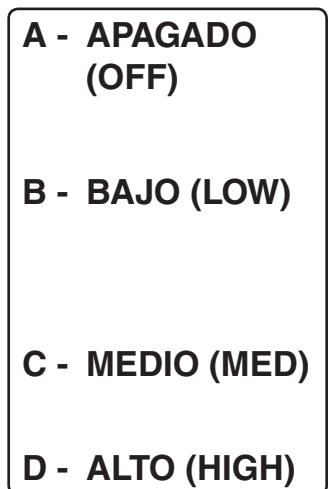 A - APAGADO
(OFF)
B - BAJO (LOW)
C - MEDIO (MED)
D - ALTO (HIGH)